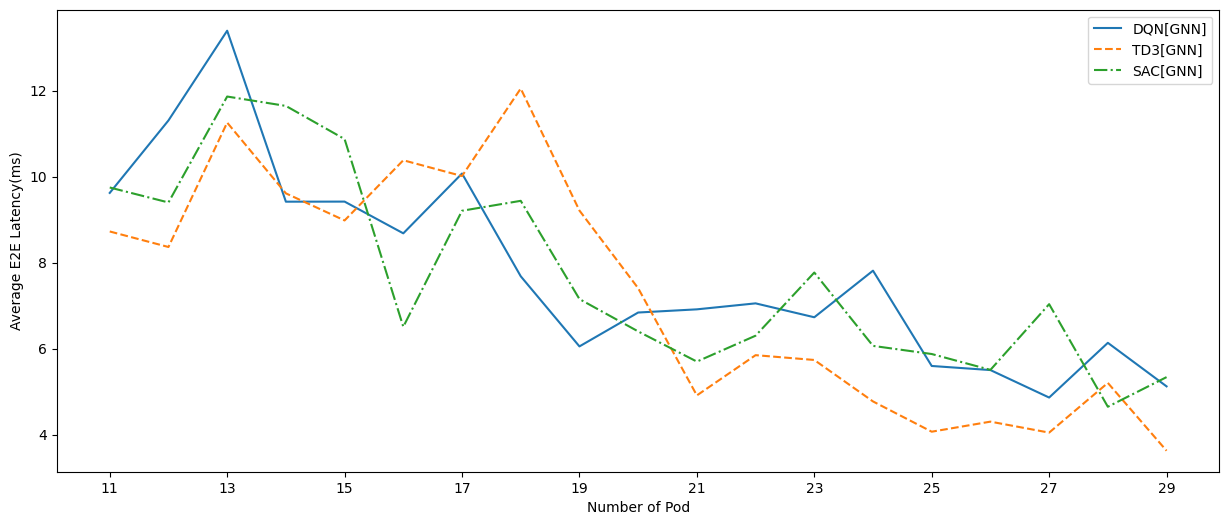 DQN[GNN]
TD3[GNN]
SAC[GNN]
Average E2E Latency(ms)
12
10
8
6
4
11 13 15 17 19 21 23 25 27 29
Number of Pod